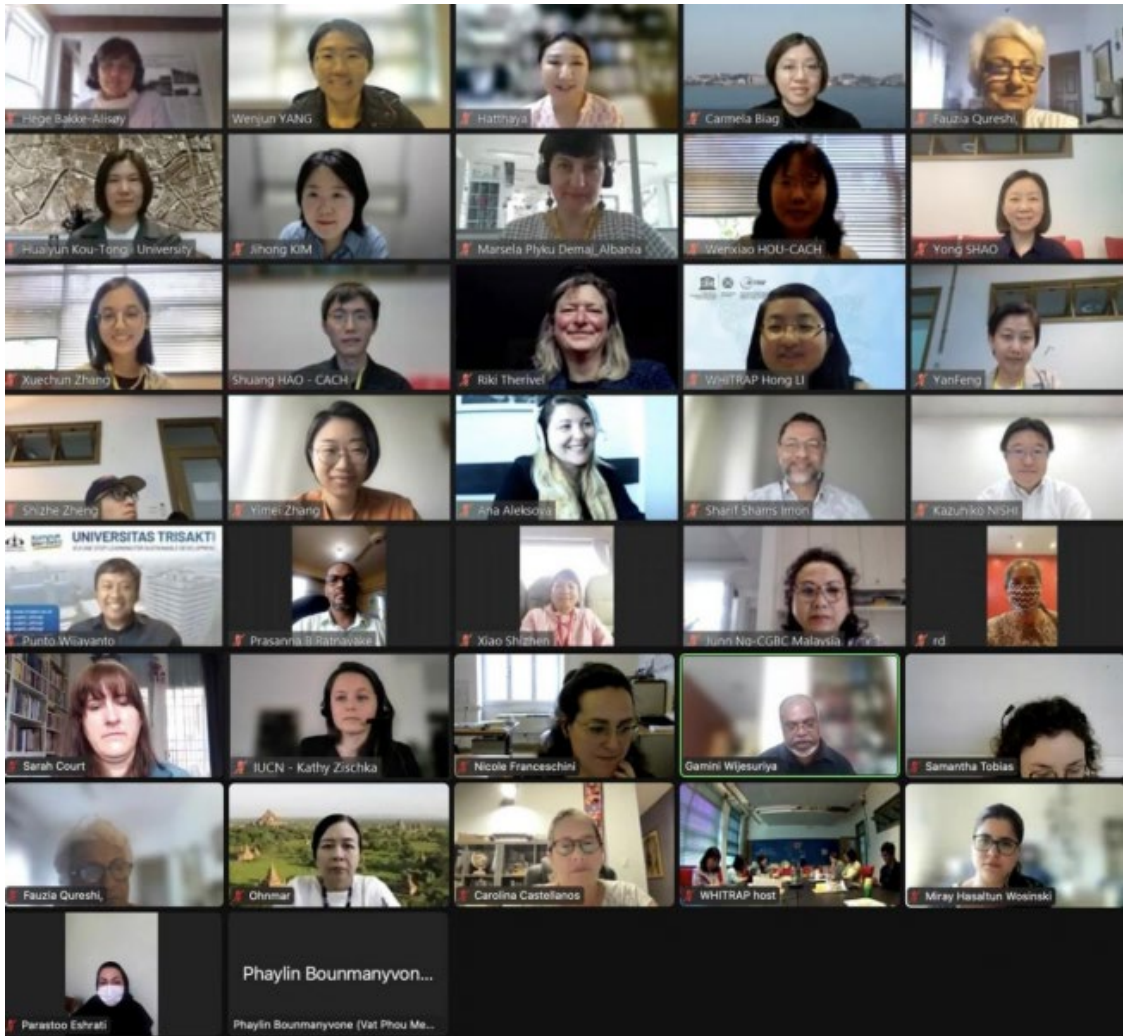 Hege Bakke-Alisøy
Wenjun YANG
Hatthaya
Carmela Biag
Fauzia Qureshi,
Huaiyun Kou-Tong University
Jihong KIM
Marsela Plyku Demaj_Albania
Wenxiao HOU-CACH
Yong SHAO
Xuechun Zhang
Shuang HAO - CACH
Riki Therivel
WHITRAP Hong LI
YanFeng
Shizhe Zheng
Yimei Zhang
Ana Aleksova
Sharif Shams Imon
Kazuhiko NISHI
UNIVERSITAS TRISAKTI
Punto Wijayanto
Prasanna B Ratnayake
Xiao Shizhen
Junn Ng-CGBC Malaysia
rd
Sarah Court
IUCN - Kathy Zischka
Nicole Franceschini
Gamini Wijesuriya
Samantha Tobias
Fauzia Qureshi,
Ohnmar
Carolina Castellanos
WHITRAP host
Miray Hasaltun Wosinski
Parastoo Eshrati
Phaylin Bounmanyvon...
Phaylin Bounmanyvone (Vat Phou Me...